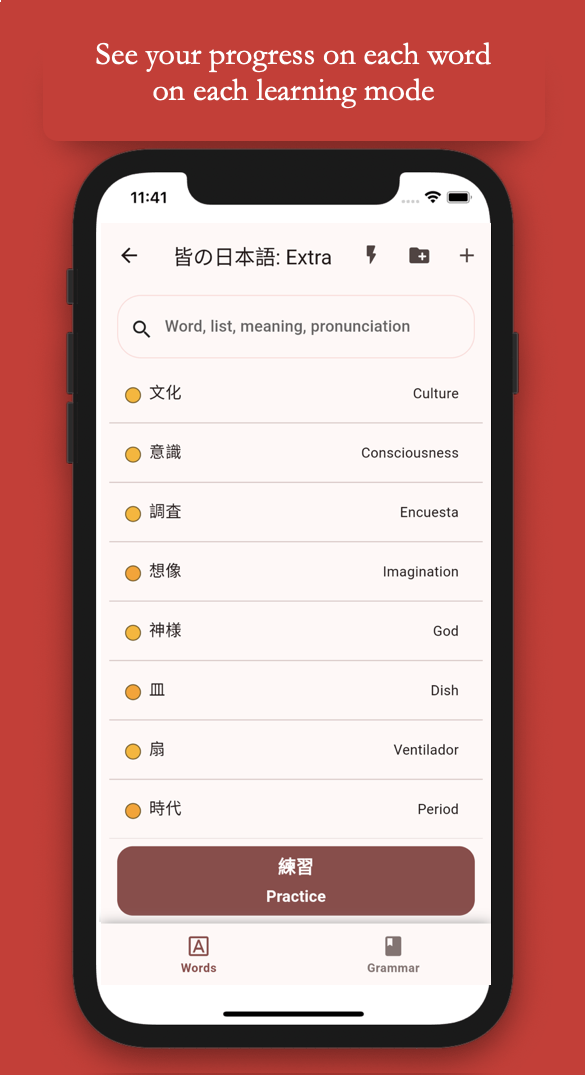 See your progress on each word
on each learning mode
11:41
皆の日本語: Extra
Word, list, meaning, pronunciation
文化 Culture
意識 Consciousness
調査 Encuesta
想像 Imagination
神様 God
皿 Dish
扇 Ventilador
時代 Period
練習
Practice
Words Grammar